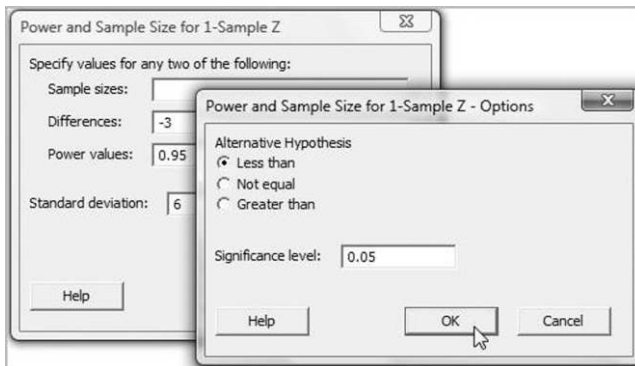 Power and Sample Size for 1-Sample Z
Specify values for any two of the following:
Sample sizes:
Differences: -3
Power values: 0.95
Standard deviation: 6
Help
Power and Sample Size for 1-Sample Z - Options
Alternative Hypothesis
Less than
Not equal
Greater than
Significance level: 0.05
Help OK Cancel